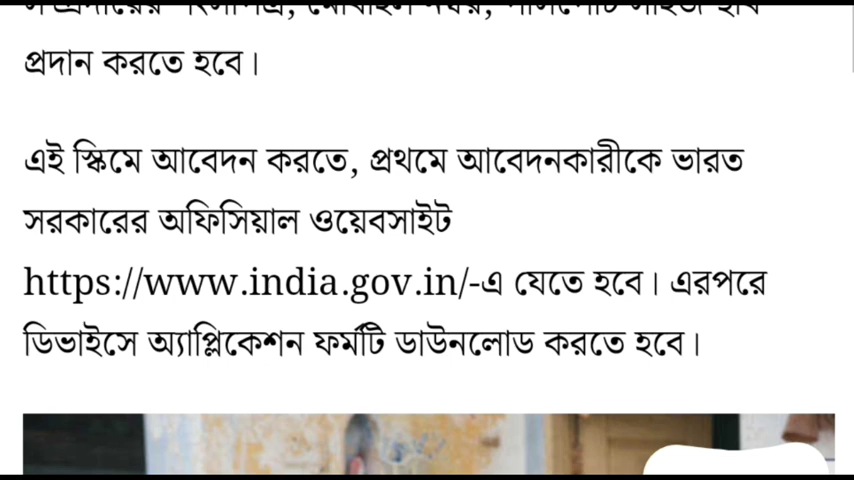 প্রদান করতে হবে।
এই স্কিমে আবেদন করতে, প্রথমে আবেদনকারীকে ভারত
সরকারের অফিসিয়াল ওয়েবসাইট
https://www.india.gov.in/-এ যেতে হবে। এরপরে
ডিভাইসে অ্যাপ্লিকেশন ফর্মটি ডাউনলোড করতে হবে।